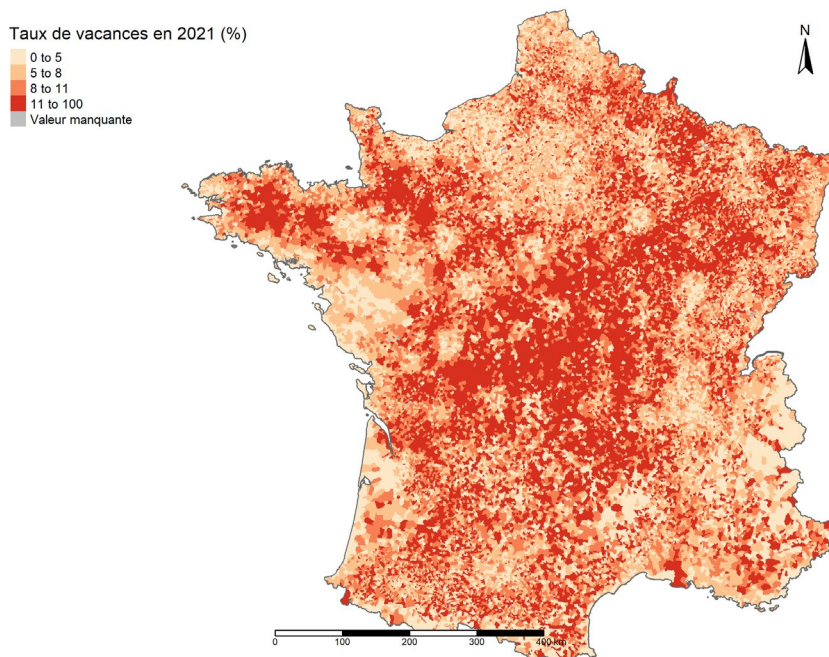 Taux de vacances en 2021 (%)
0 to 5
5 to 8
8 to 11
11 to 100
Valeur manquante
N
0 100 200 300 400 km